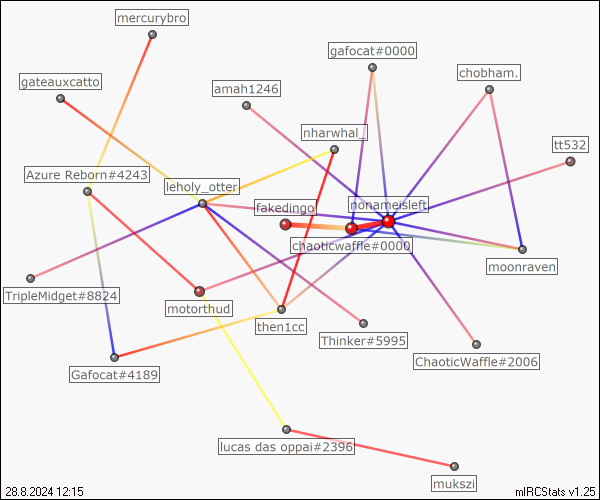 mercurybro
gafocat#0000
chobham.
gateauxcatto
amah1246
nharwhal_
tt532
Azure Reborn#4243
leholy_otter
nonameisleft
fakedingo
chaoticwaffle#0000
moonraven
TripleMidget#8824
motorthud
then1cc
Thinker#5995
ChaoticWaffle#2006
Gafocat#4189
lucas das oppai#2396
mukszi
28.8.2024 12:15
mIRCStats v1.25